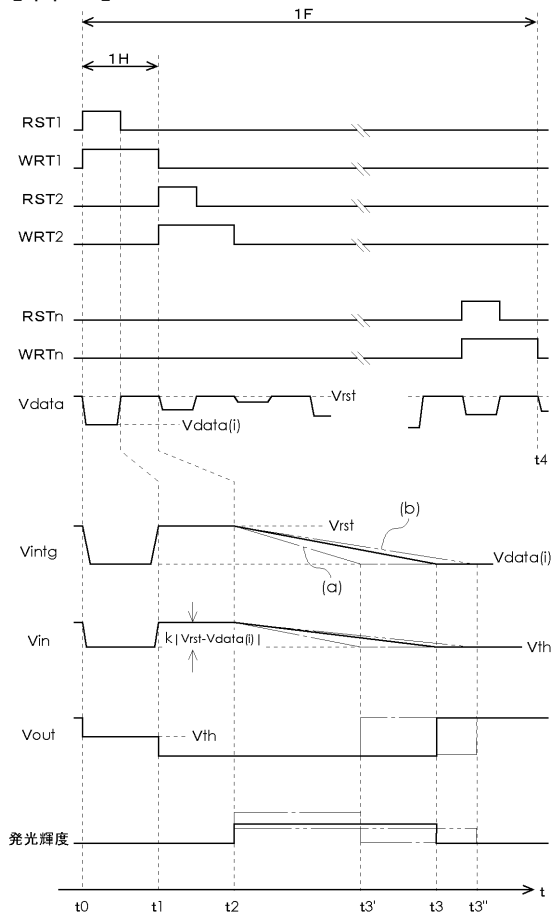 1F
1H
RST1
WRT1
RST2
WRT2
RSTn
WRTn
Vdata
Vrst
Vdata(i)
t4
Vintg
Vrst
(b)
(a)
Vdata(i)
Vin
k|Vrst-Vdata(i)|
Vth
Vout
Vth
発光輝度
t0 t1 t2 t3' t3 t3'' t